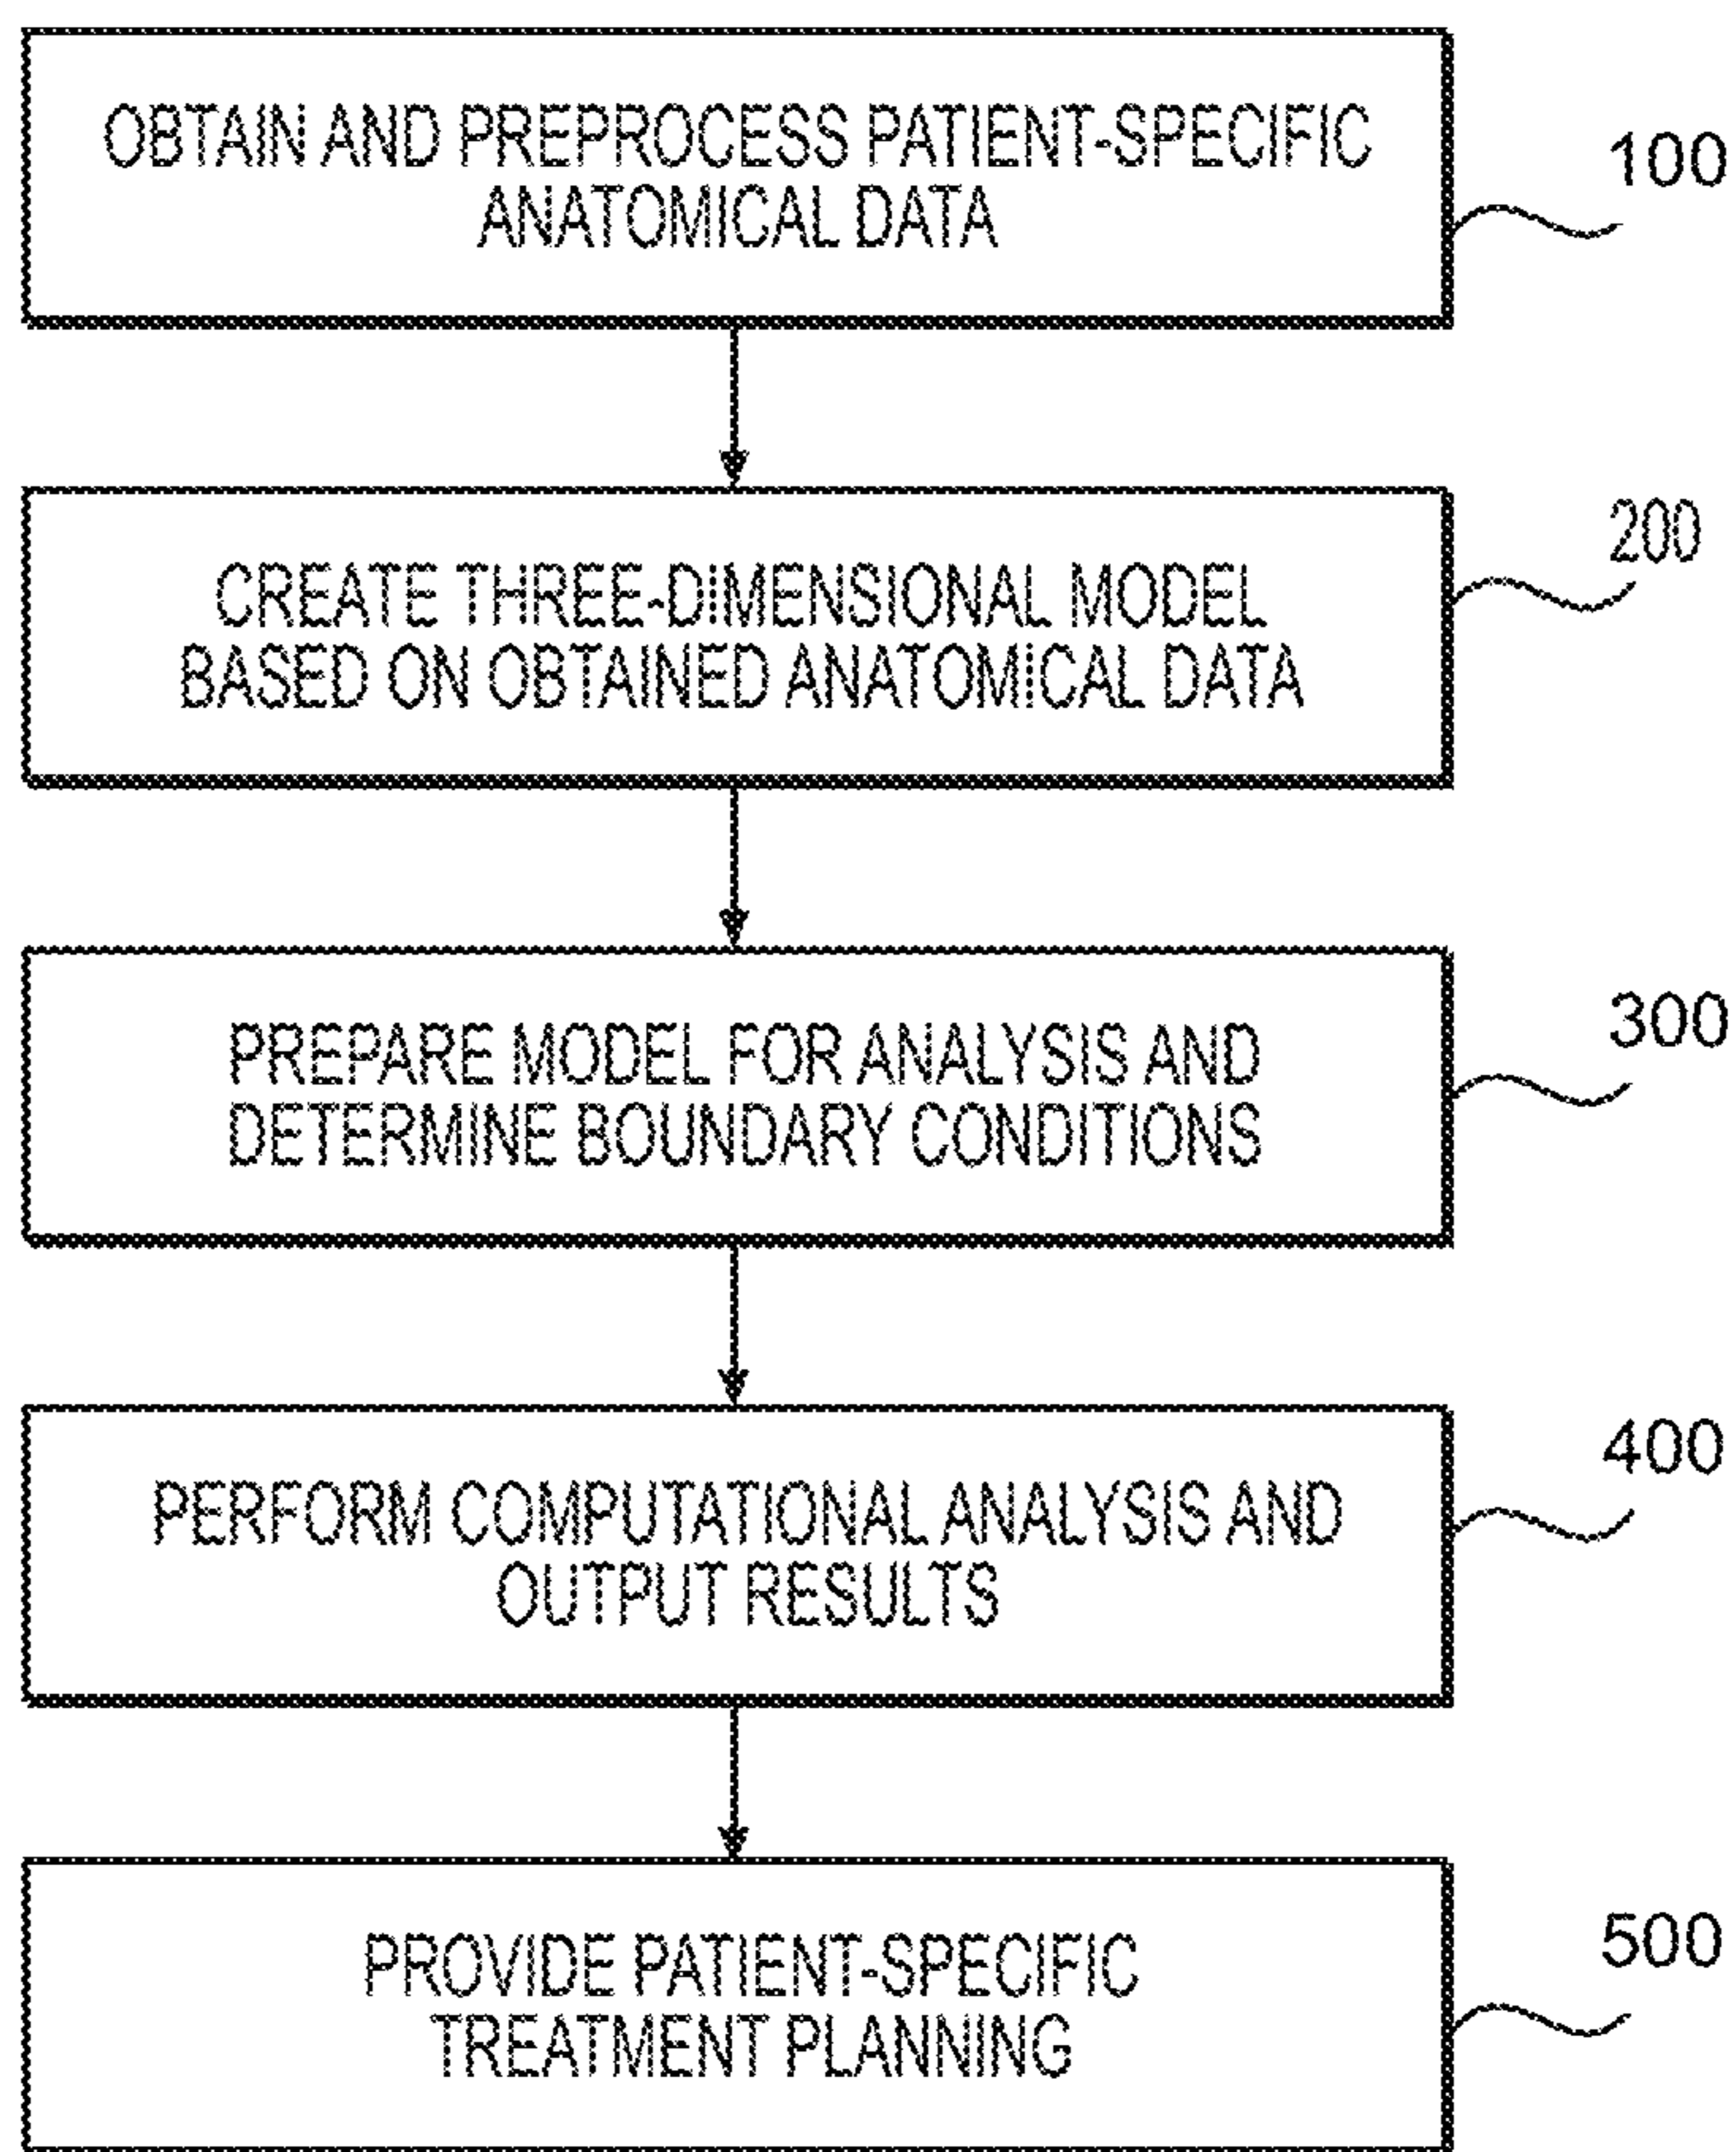 OBTAIN AND PREPROCESS PATIENT-SPECIFIC
ANATOMICAL DATA
100
CREATE THREE-DIMENSIONAL MODEL
BASED ON OBTAINED ANATOMICAL DATA
200
PREPARE MODEL FOR ANALYSIS AND
DETERMINE BOUNDARY CONDITIONS
300
PERFORM COMPUTATIONAL ANALYSIS AND
OUTPUT RESULTS
400
PROVIDE PATIENT-SPECIFIC
TREATMENT PLANNING
500